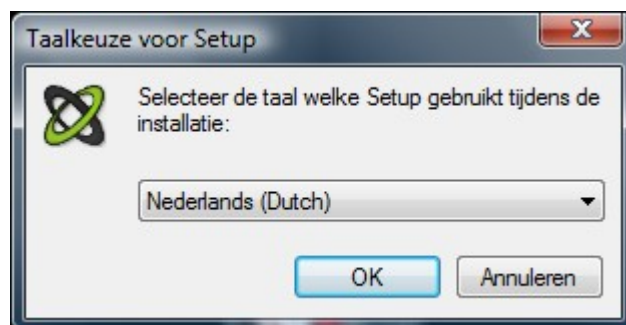 Taalkeuze voor Setup
Selecteer de taal welke Setup gebruikt tijdens de
installatie:
Nederlands (Dutch)
OK
Annuleren